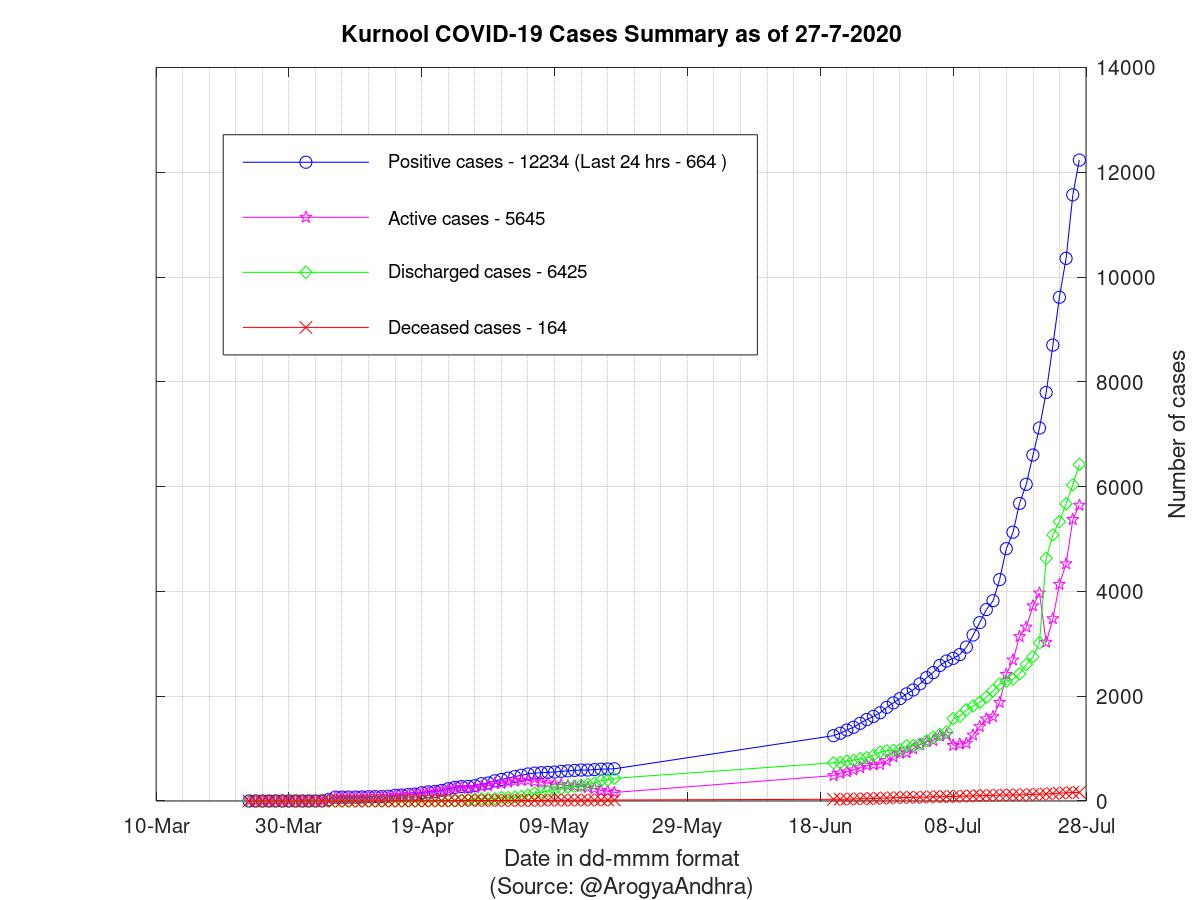 Kurnool COVID-19 Cases Summary as of 27-7-2020
Positive cases - 12234 (Last 24 hrs - 664 )
Active cases - 5645
Discharged cases - 6425
Deceased cases - 164
14000
12000
10000
8000
6000
4000
2000
0
Number of cases
10-Mar 30-Mar 19-Apr 09-May 29-May 18-Jun 08-Jul 28-Jul
Date in dd-mmm format
(Source: @ArogyaAndhra)